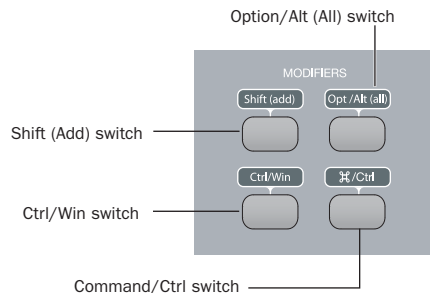 Option/Alt (All) switch
MODIFIERS
Shift (add)
Opt /Alt (all)
Shift (Add) switch
Ctrl/Win
⌘/Ctrl
Ctrl/Win switch
Command/Ctrl switch